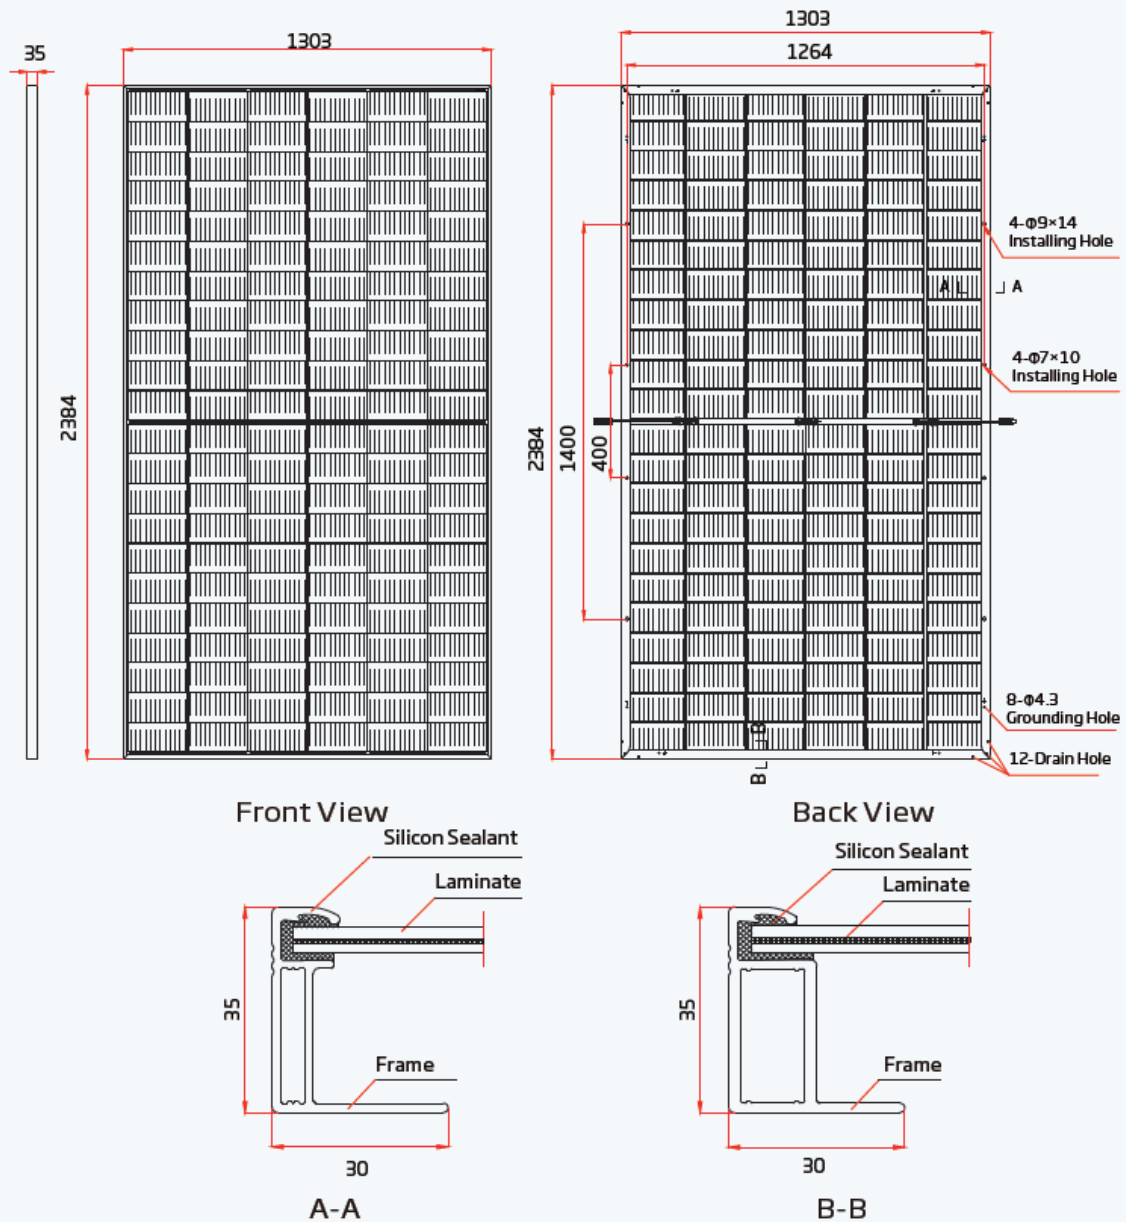 35
1303
2384
Front View
1303
1264
2384
1400
400
4-Φ9×14
Installing Hole
A
A
4-Φ7×10
Installing Hole
8-Φ4.3
Grounding Hole
12-Drain Hole
B
B
Back View
Silicon Sealant
Laminate
35
Frame
30
A-A
Silicon Sealant
Laminate
35
Frame
30
B-B